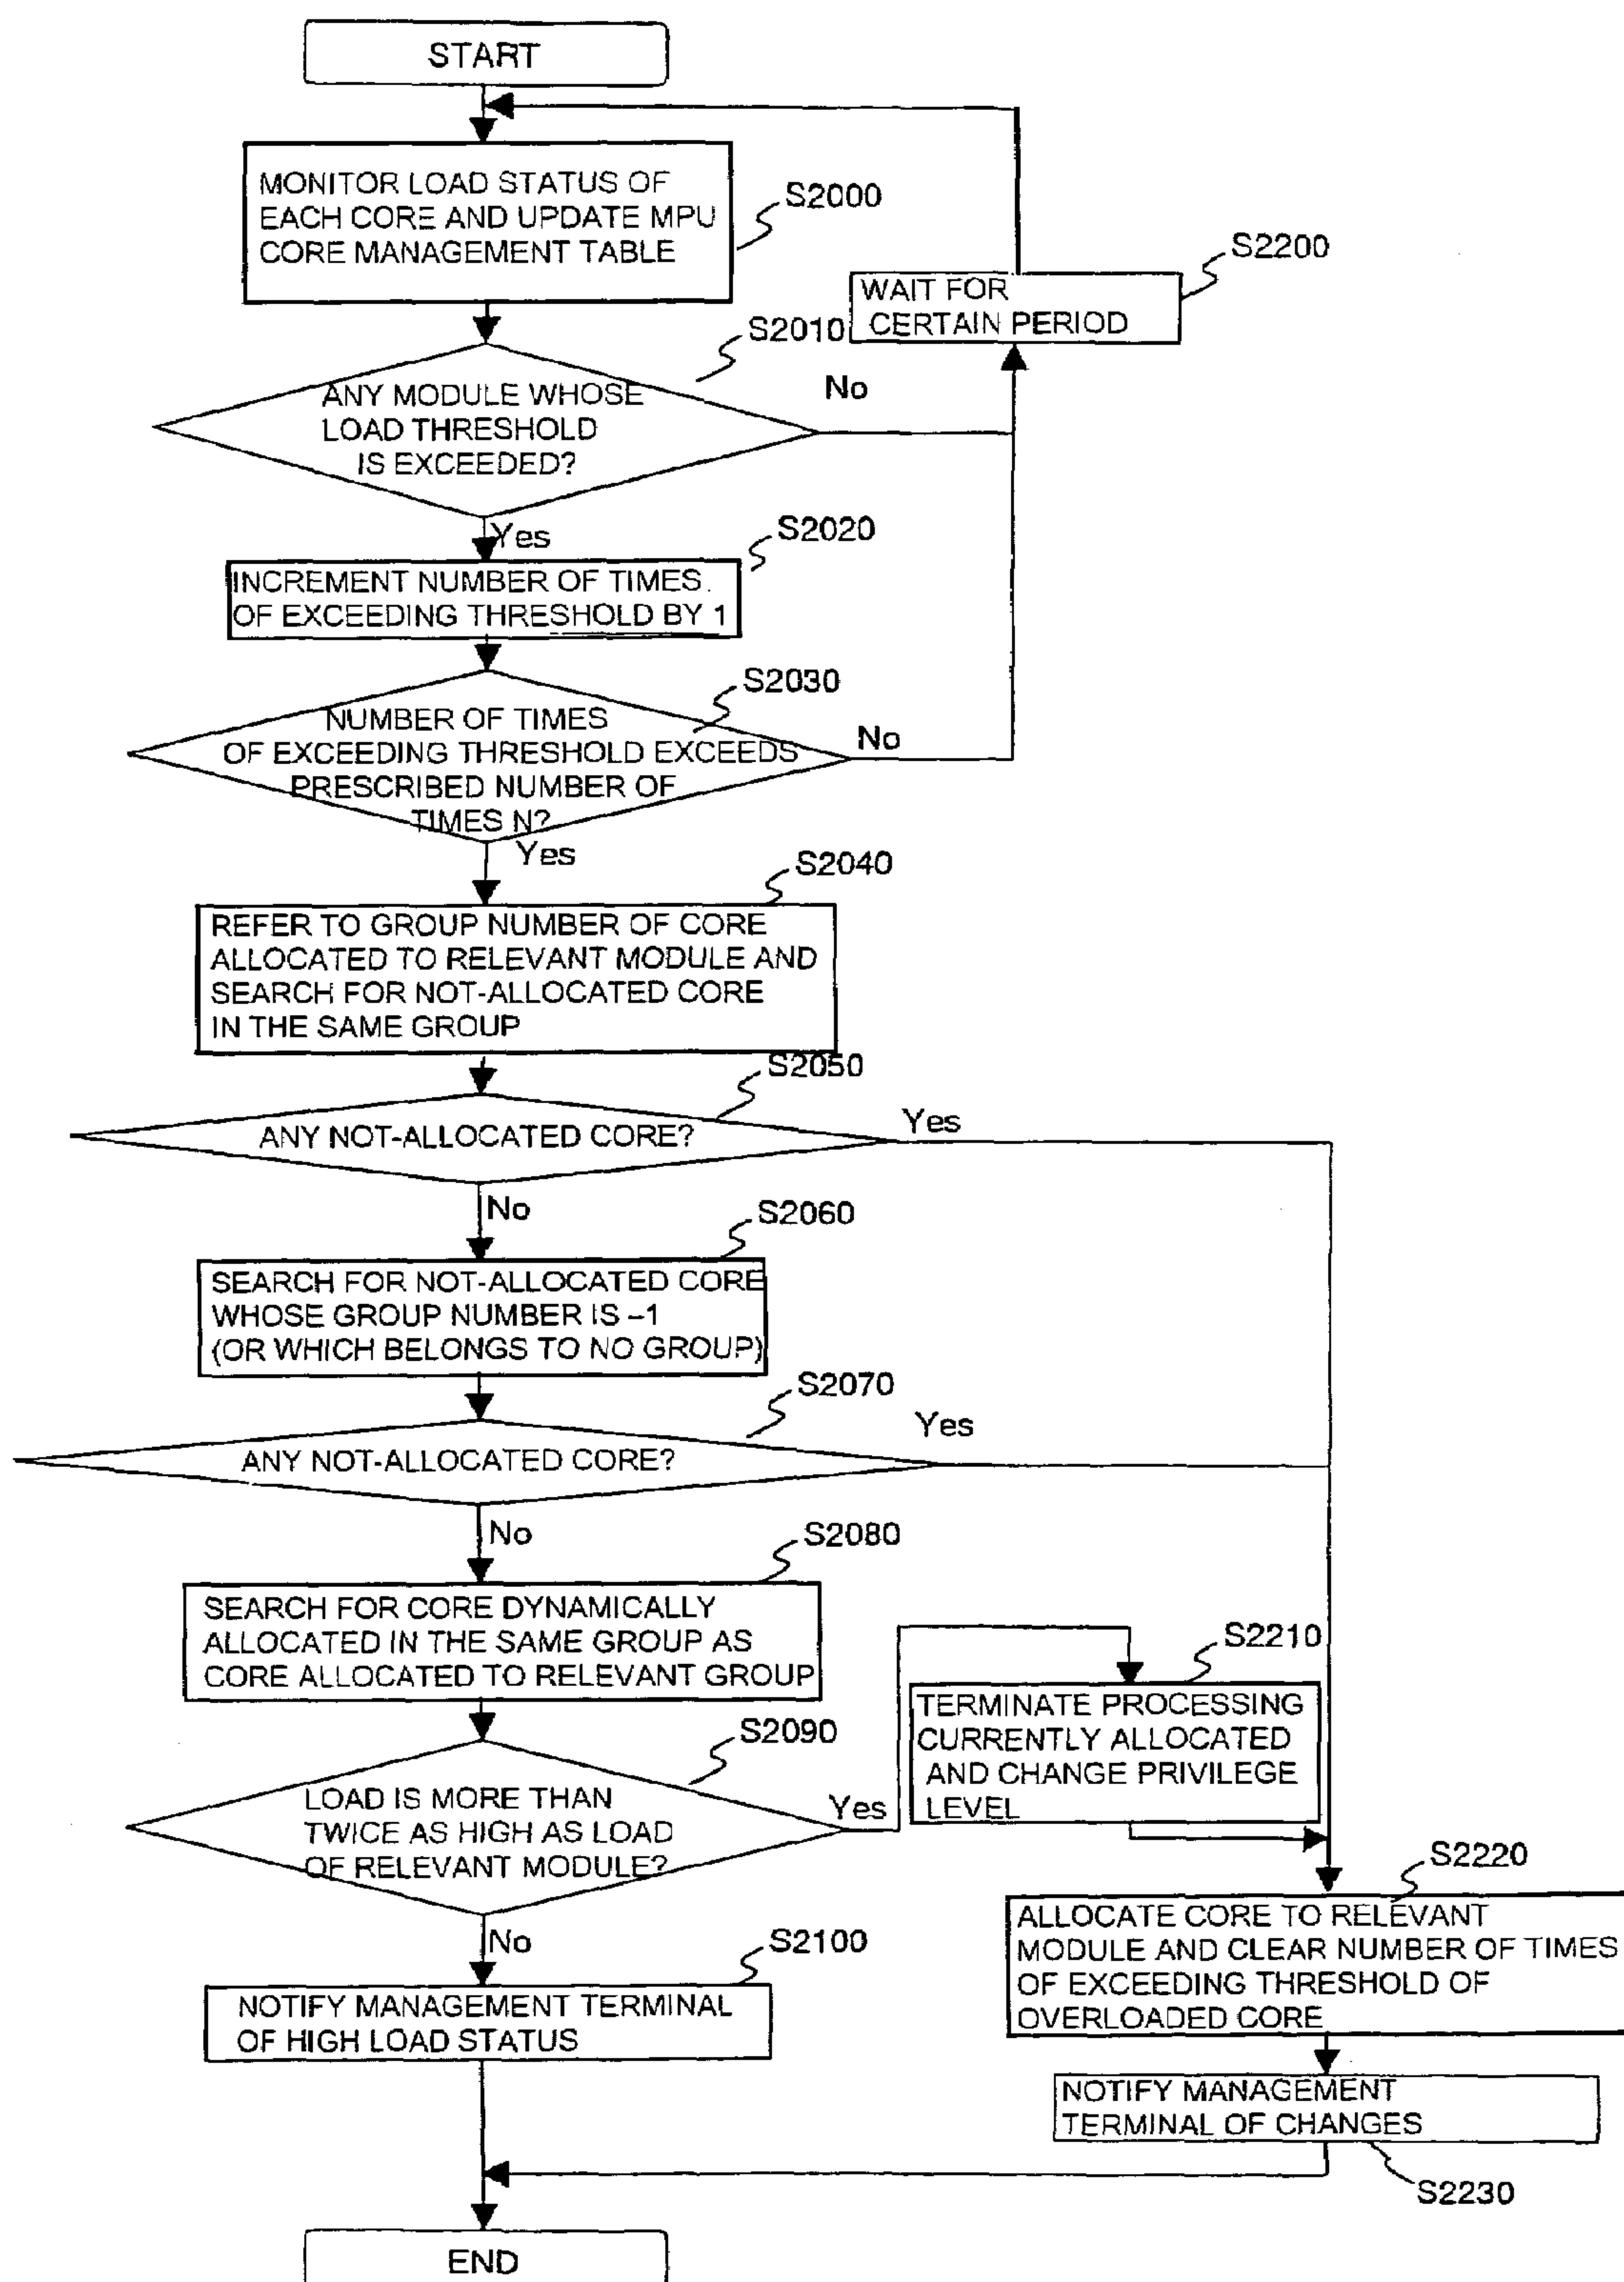 START
MONITOR LOAD STATUS OF
EACH CORE AND UPDATE MPU
CORE MANAGEMENT TABLE
S2000
S2200
WAIT FOR
CERTAIN PERIOD
S2010
ANY MODULE WHOSE
LOAD THRESHOLD
IS EXCEEDED?
No
Yes
S2020
INCREMENT NUMBER OF TIMES
OF EXCEEDING THRESHOLD BY 1
S2030
NUMBER OF TIMES
OF EXCEEDING THRESHOLD EXCEEDS
PRESCRIBED NUMBER OF
TIMES N?
No
Yes
S2040
REFER TO GROUP NUMBER OF CORE
ALLOCATED TO RELEVANT MODULE AND
SEARCH FOR NOT-ALLOCATED CORE
IN THE SAME GROUP
S2050
ANY NOT-ALLOCATED CORE?
Yes
No
S2060
SEARCH FOR NOT-ALLOCATED CORE
WHOSE GROUP NUMBER IS –1
(OR WHICH BELONGS TO NO GROUP)
S2070
ANY NOT-ALLOCATED CORE?
Yes
No
S2080
SEARCH FOR CORE DYNAMICALLY
ALLOCATED IN THE SAME GROUP AS
CORE ALLOCATED TO RELEVANT GROUP
S2210
TERMINATE PROCESSING
CURRENTLY ALLOCATED
AND CHANGE PRIVILEGE
LEVEL
S2090
LOAD IS MORE THAN
TWICE AS HIGH AS LOAD
OF RELEVANT MODULE?
Yes
No
S2220
ALLOCATE CORE TO RELEVANT
MODULE AND CLEAR NUMBER OF TIMES
OF EXCEEDING THRESHOLD OF
OVERLOADED CORE
S2100
NOTIFY MANAGEMENT TERMINAL
OF HIGH LOAD STATUS
NOTIFY MANAGEMENT
TERMINAL OF CHANGES
S2230
END